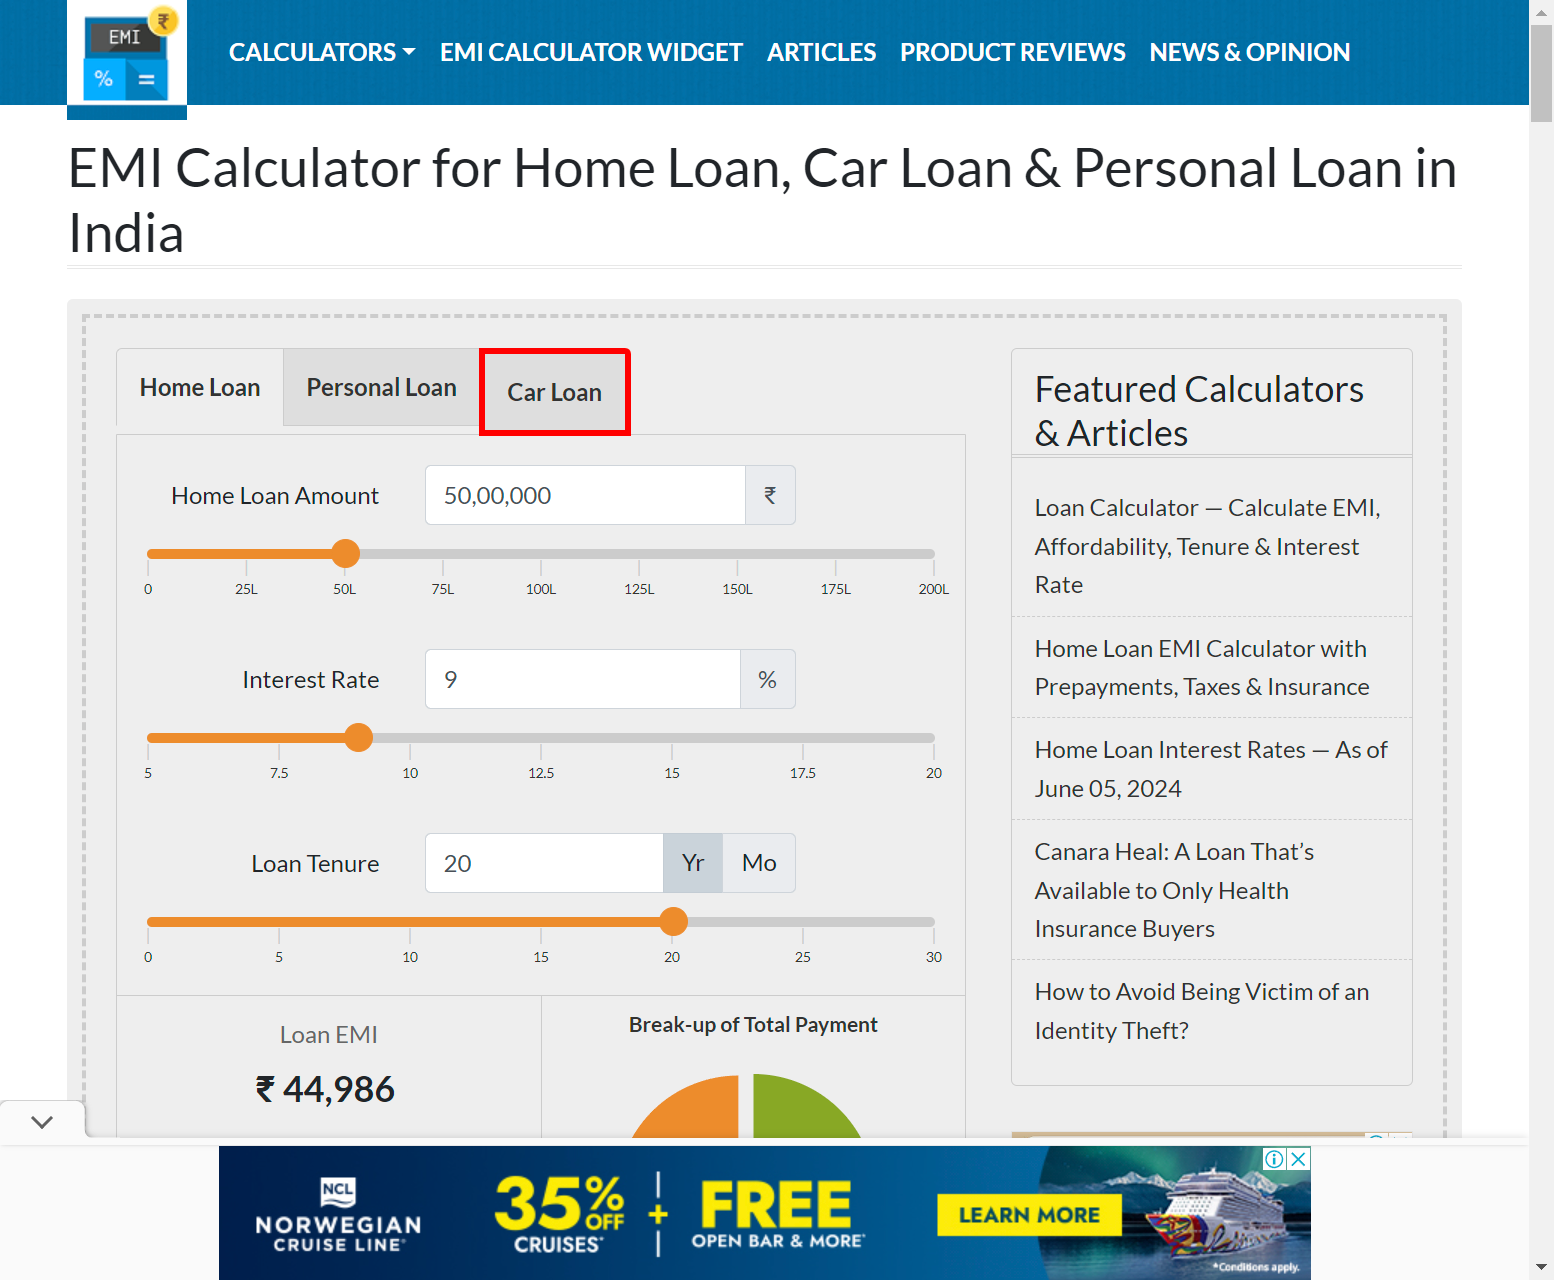 EMI
₹
%
=
CALCULATORS
EMI CALCULATOR WIDGET
ARTICLES
PRODUCT REVIEWS
NEWS & OPINION
EMI Calculator for Home Loan, Car Loan & Personal Loan in
India
Home Loan
Personal Loan
Car Loan
Home Loan Amount
50,00,000
₹
0
25L
50L
75L
100L
125L
150L
175L
200L
Interest Rate
9
%
5
7.5
10
12.5
15
17.5
20
Loan Tenure
20
Yr
Mo
0
5
10
15
20
25
30
Loan EMI
₹ 44,986
Break-up of Total Payment
Featured Calculators
& Articles
Loan Calculator — Calculate EMI,
Affordability, Tenure & Interest
Rate
Home Loan EMI Calculator with
Prepayments, Taxes & Insurance
Home Loan Interest Rates — As of
June 05, 2024
Canara Heal: A Loan That's
Available to Only Health
Insurance Buyers
How to Avoid Being Victim of an
Identity Theft?
NCL
NORWEGIAN
CRUISE LINE®
35% OFF
CRUISES*
+
FREE
OPEN BAR & MORE*
LEARN MORE
*Conditions apply.